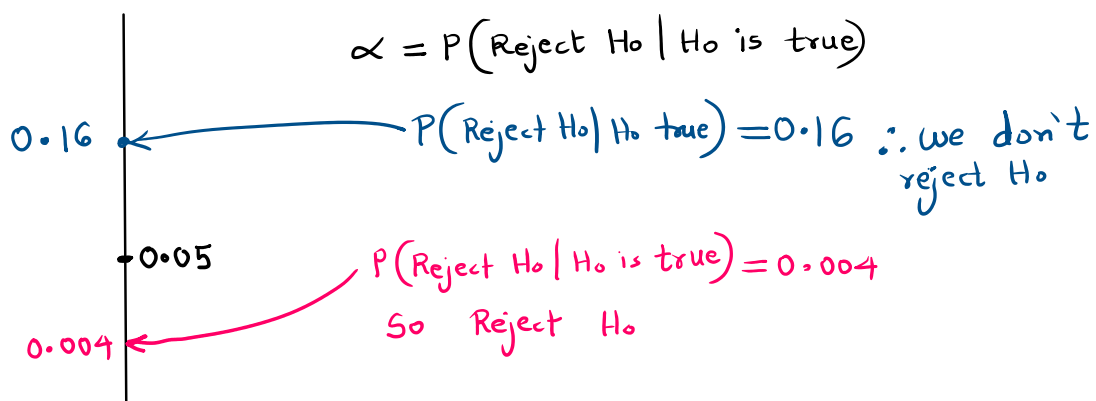 α = P(Reject Ho | Ho is true)
0.16
P(Reject Ho | Ho true) = 0.16 ∴ we don't
reject Ho
0.05
P(Reject Ho | Ho is true) = 0.004
So Reject Ho
0.004